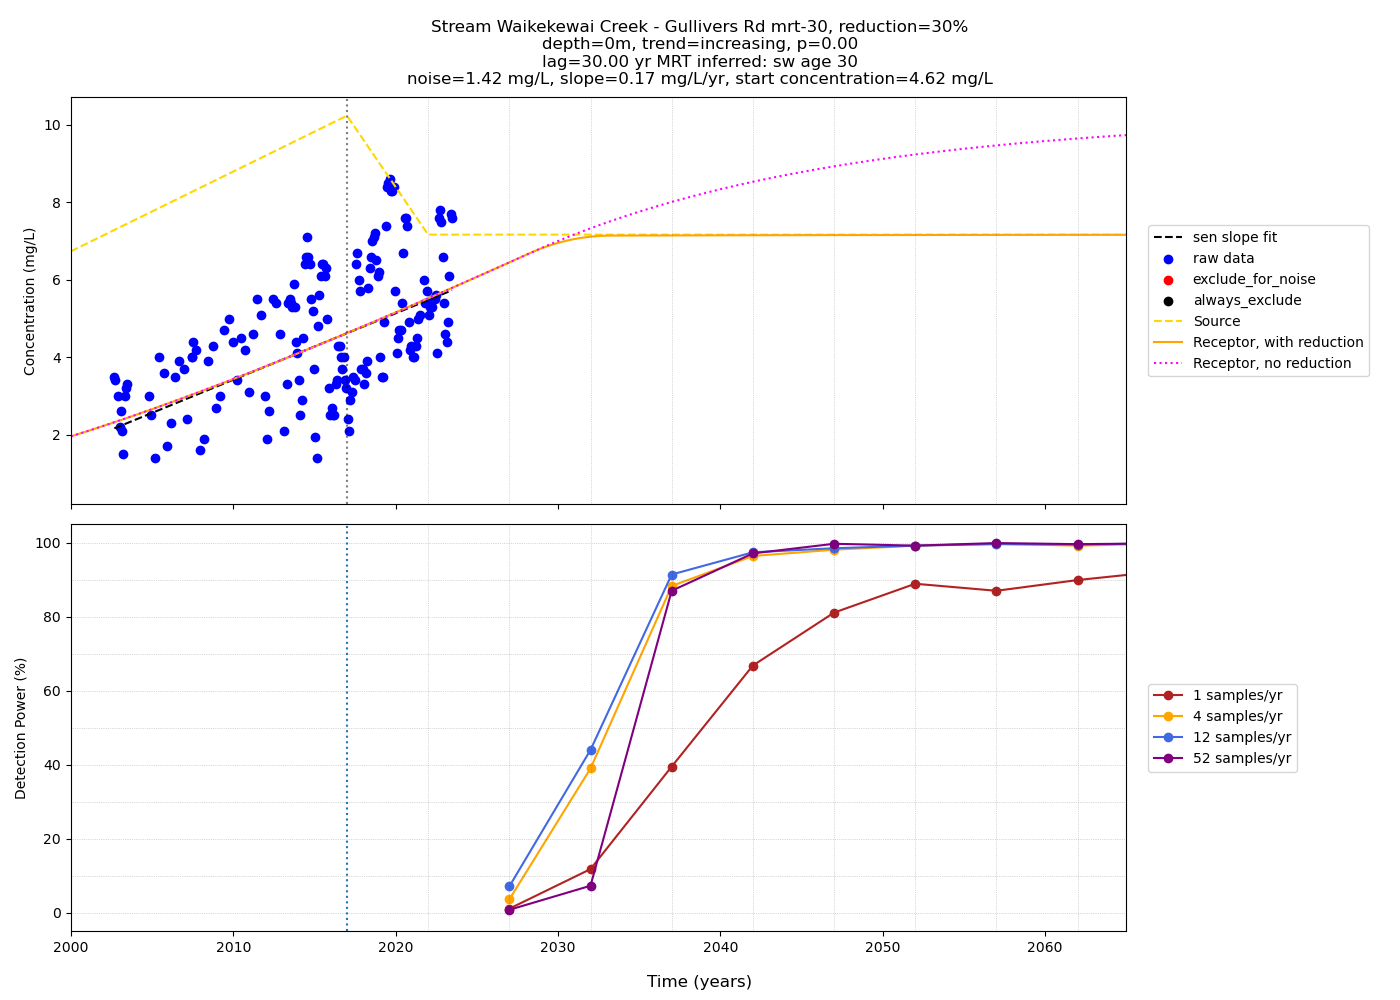 Stream Waikekewai Creek - Gullivers Rd mrt-30, reduction=30%
depth=0m, trend=increasing, p=0.00
lag=30.00 yr MRT inferred: sw age 30
noise=1.42 mg/L, slope=0.17 mg/L/yr, start concentration=4.62 mg/L
Concentration (mg/L)
10
8
6
4
2
sen slope fit
raw data
exclude_for_noise
always_exclude
Source
Receptor, with reduction
Receptor, no reduction
Detection Power (%)
100
80
60
40
20
0
1 samples/yr
4 samples/yr
12 samples/yr
52 samples/yr
2000 2010 2020 2030 2040 2050 2060
Time (years)